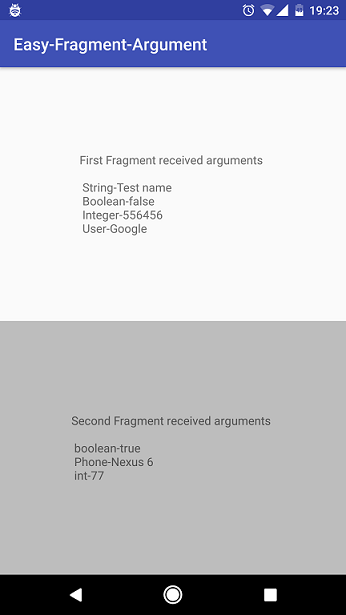 19:23
Easy-Fragment-Argument
First Fragment received arguments
String-Test name
Boolean-false
Integer-556456
User-Google
Second Fragment received arguments
boolean-true
Phone-Nexus 6
int-77